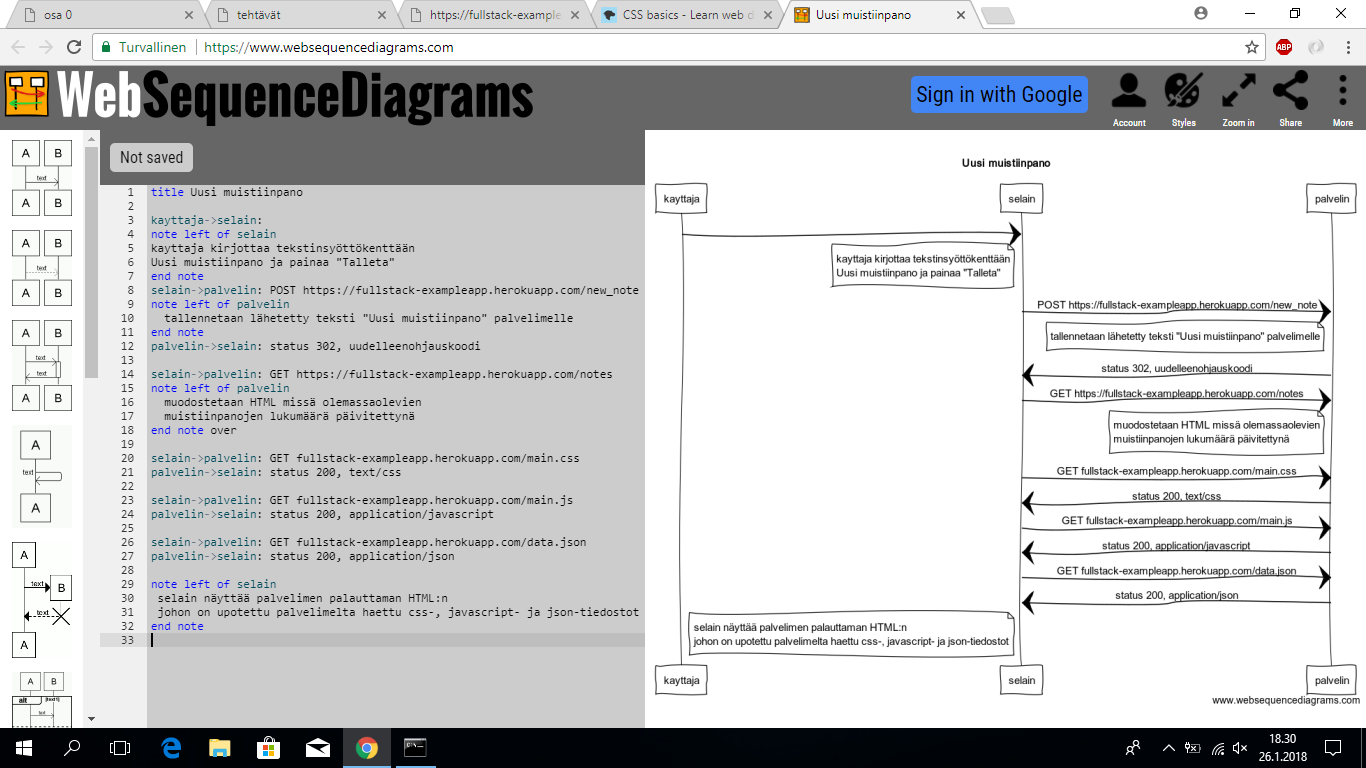 osa 0
tehtävät
https://fullstack-example
CSS basics - Learn web d
Uusi muistiinpano
Turvallinen
https://www.websequencediagrams.com
ABP
WebSequenceDiagrams
Sign in with Google
Account
Styles
Zoom in
Share
More
Not saved
A B
text
A B
A B
text
A B
A B
text
text
A B
A
text
A
A
text B
text
A
A B
alt [text1]
text
1 title Uusi muistiinpano
2
3 kayttaja->selain:
4 note left of selain
5 kayttaja kirjottaa tekstinsyöttökenttään
6 Uusi muistiinpano ja painaa "Talleta"
7 end note
8 selain->palvelin: POST https://fullstack-exampleapp.herokuapp.com/new_note
9 note left of palvelin
10 tallennetaan lähetetty teksti "Uusi muistiinpano" palvelimelle
11 end note
12 palvelin->selain: status 302, uudelleenohjauskoodi
13
14 selain->palvelin: GET https://fullstack-exampleapp.herokuapp.com/notes
15 note left of palvelin
16 muodostetaan HTML missä olemassaolevien
17 muistiinpanojen lukumäärä päivitettynä
18 end note over
19
20 selain->palvelin: GET fullstack-exampleapp.herokuapp.com/main.css
21 palvelin->selain: status 200, text/css
22
23 selain->palvelin: GET fullstack-exampleapp.herokuapp.com/main.js
24 palvelin->selain: status 200, application/javascript
25
26 selain->palvelin: GET fullstack-exampleapp.herokuapp.com/data.json
27 palvelin->selain: status 200, application/json
28
29 note left of selain
30 selain näyttää palvelimen palauttaman HTML:n
31 johon on upotettu palvelimelta haettu css-, javascript- ja json-tiedostot
32 end note
33
Uusi muistiinpano
kayttaja
selain
palvelin
kayttaja kirjottaa tekstinsyöttökenttään
Uusi muistiinpano ja painaa "Talleta"
POST https://fullstack-exampleapp.herokuapp.com/new_note
tallennetaan lähetetty teksti "Uusi muistiinpano" palvelimelle
status 302, uudelleenohjauskoodi
GET https://fullstack-exampleapp.herokuapp.com/notes
muodostetaan HTML missä olemassaolevien
muistiinpanojen lukumäärä päivitettynä
GET fullstack-exampleapp.herokuapp.com/main.css
status 200, text/css
GET fullstack-exampleapp.herokuapp.com/main.js
status 200, application/javascript
GET fullstack-exampleapp.herokuapp.com/data.json
status 200, application/json
selain näyttää palvelimen palauttaman HTML:n
johon on upotettu palvelimelta haettu css-, javascript- ja json-tiedostot
kayttaja
selain
palvelin
www.websequencediagrams.com
18.30
26.1.2018